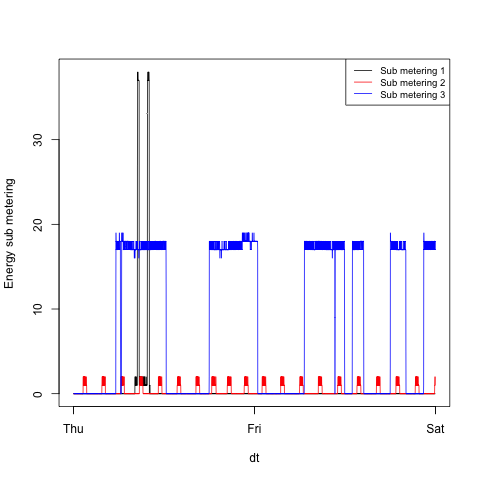 Sub metering 1
Sub metering 2
Sub metering 3
Energy sub metering
30
20
10
0
Thu
Fri
Sat
dt